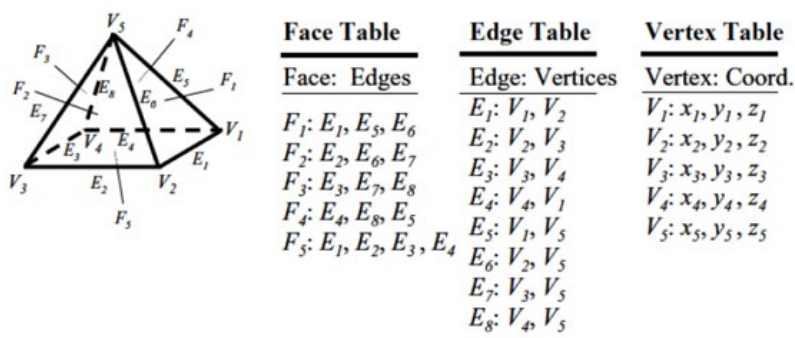 V5
F4
F3
E5
F1
F2
E8
E6
E7
V4
E4
V1
E3
E1
V3
E2
V2
F5
Face Table
Face: Edges
F1: E1, E5, E6
F2: E2, E6, E7
F3: E3, E7, E8
F4: E4, E8, E5
F5: E1, E2, E3, E4
Edge Table
Edge: Vertices
E1: V1, V2
E2: V2, V3
E3: V3, V4
E4: V4, V1
E5: V1, V5
E6: V2, V5
E7: V3, V5
E8: V4, V5
Vertex Table
Vertex: Coord.
V1: x1, y1, z1
V2: x2, y2, z2
V3: x3, y3, z3
V4: x4, y4, z4
V5: x5, y5, z5